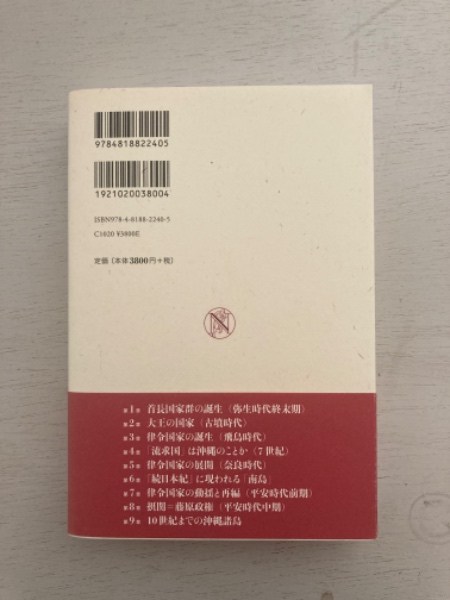 9784818822405
1921020038004
ISBN978-4-8188-2240-5
C1020 ¥3800E
定価(本体3800円+税)
第1章 首長国家群の誕生(弥生時代終末期)
第2章 大王の国家(古墳時代)
第3章 律令国家の誕生(飛鳥時代)
第4章 「流求国」は沖縄のことか(7世紀)
第5章 律令国家の展開(奈良時代)
第6章 『続日本紀』に現われる「南島」
第7章 律令国家の動揺と再編(平安時代前期)
第8章 摂関=藤原政権(平安時代中期)
第9章 10世紀までの沖縄諸島